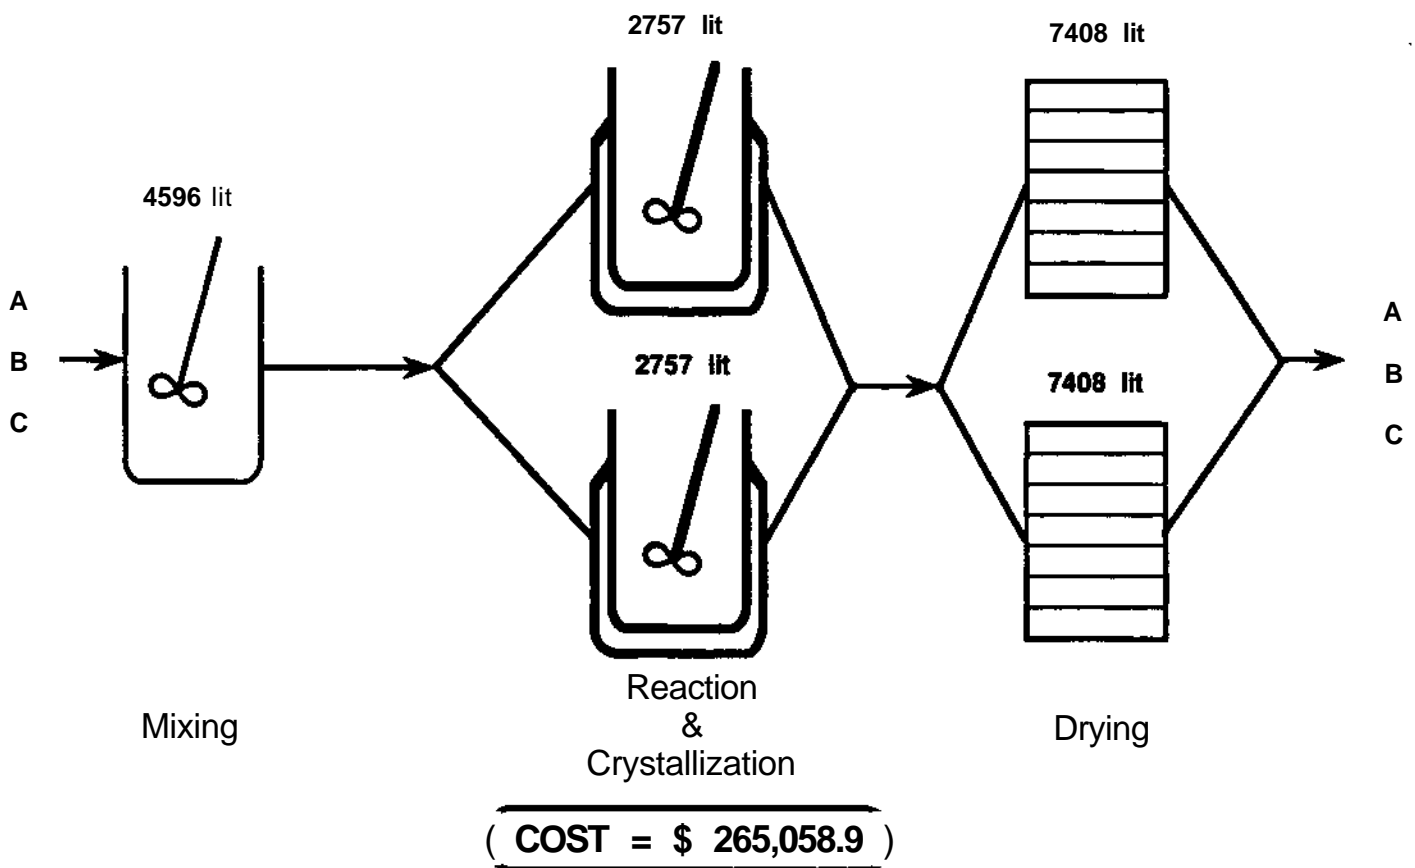 2757 lit
7408 lit
4596 lit
A
B
C
2757 lit
7408 lit
A
B
C
Mixing
Reaction
&
Crystallization
Drying
( COST = $ 265,058.9 )